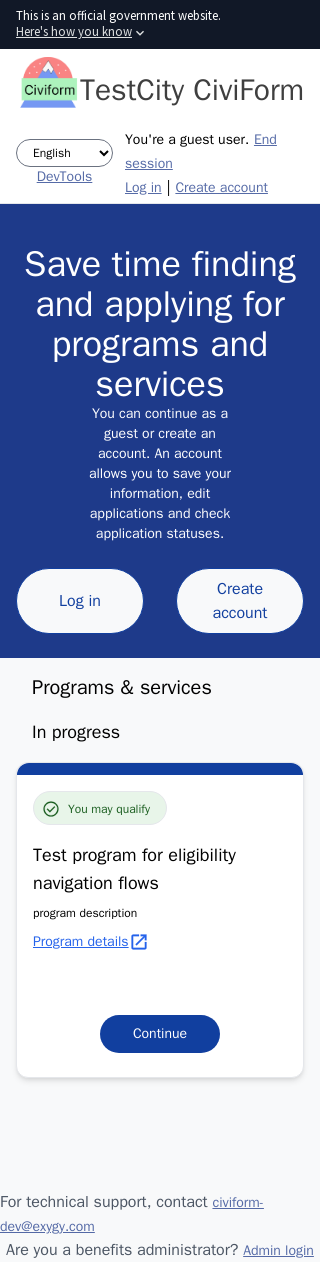 This is an official government website.
Here's how you know
Civiform
TestCity CiviForm
English
DevTools
You're a guest user. End
session
Log in | Create account
Save time finding
and applying for
programs and
services
You can continue as a
guest or create an
account. An account
allows you to save your
information, edit
applications and check
application statuses.
Log in
Create
account
Programs & services
In progress
You may qualify
Test program for eligibility
navigation flows
program description
Program details
Continue
For technical support, contact civiform-
dev@exygy.com
Are you a benefits administrator? Admin login